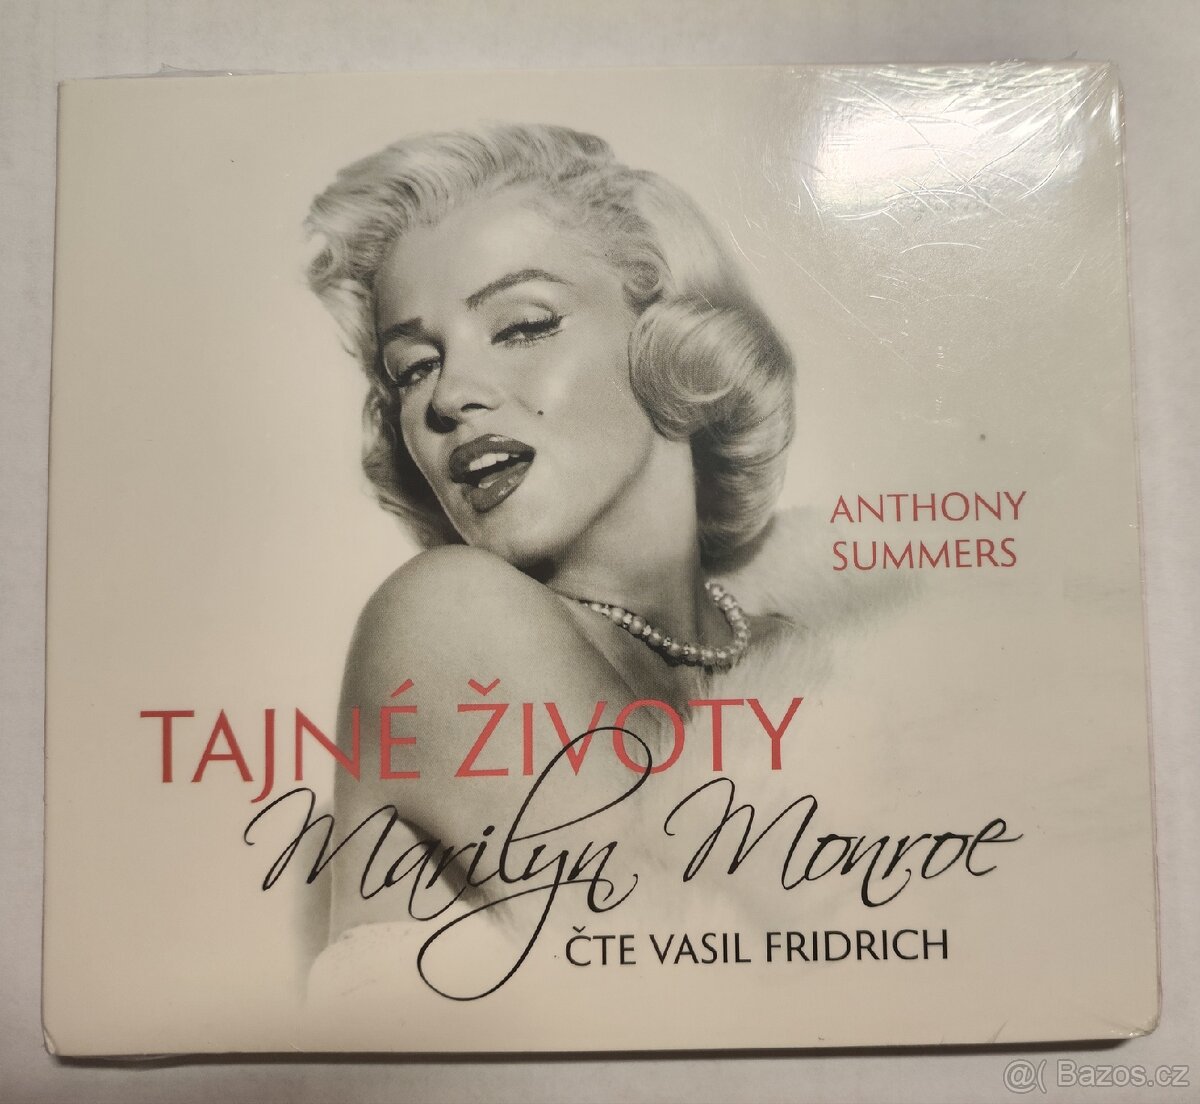 ANTHONY
SUMMERS
TAJNÉ ŽIVOTY
Marilyn Monroe
ČTE VASIL FRIDRICH
@( Bazos.cz